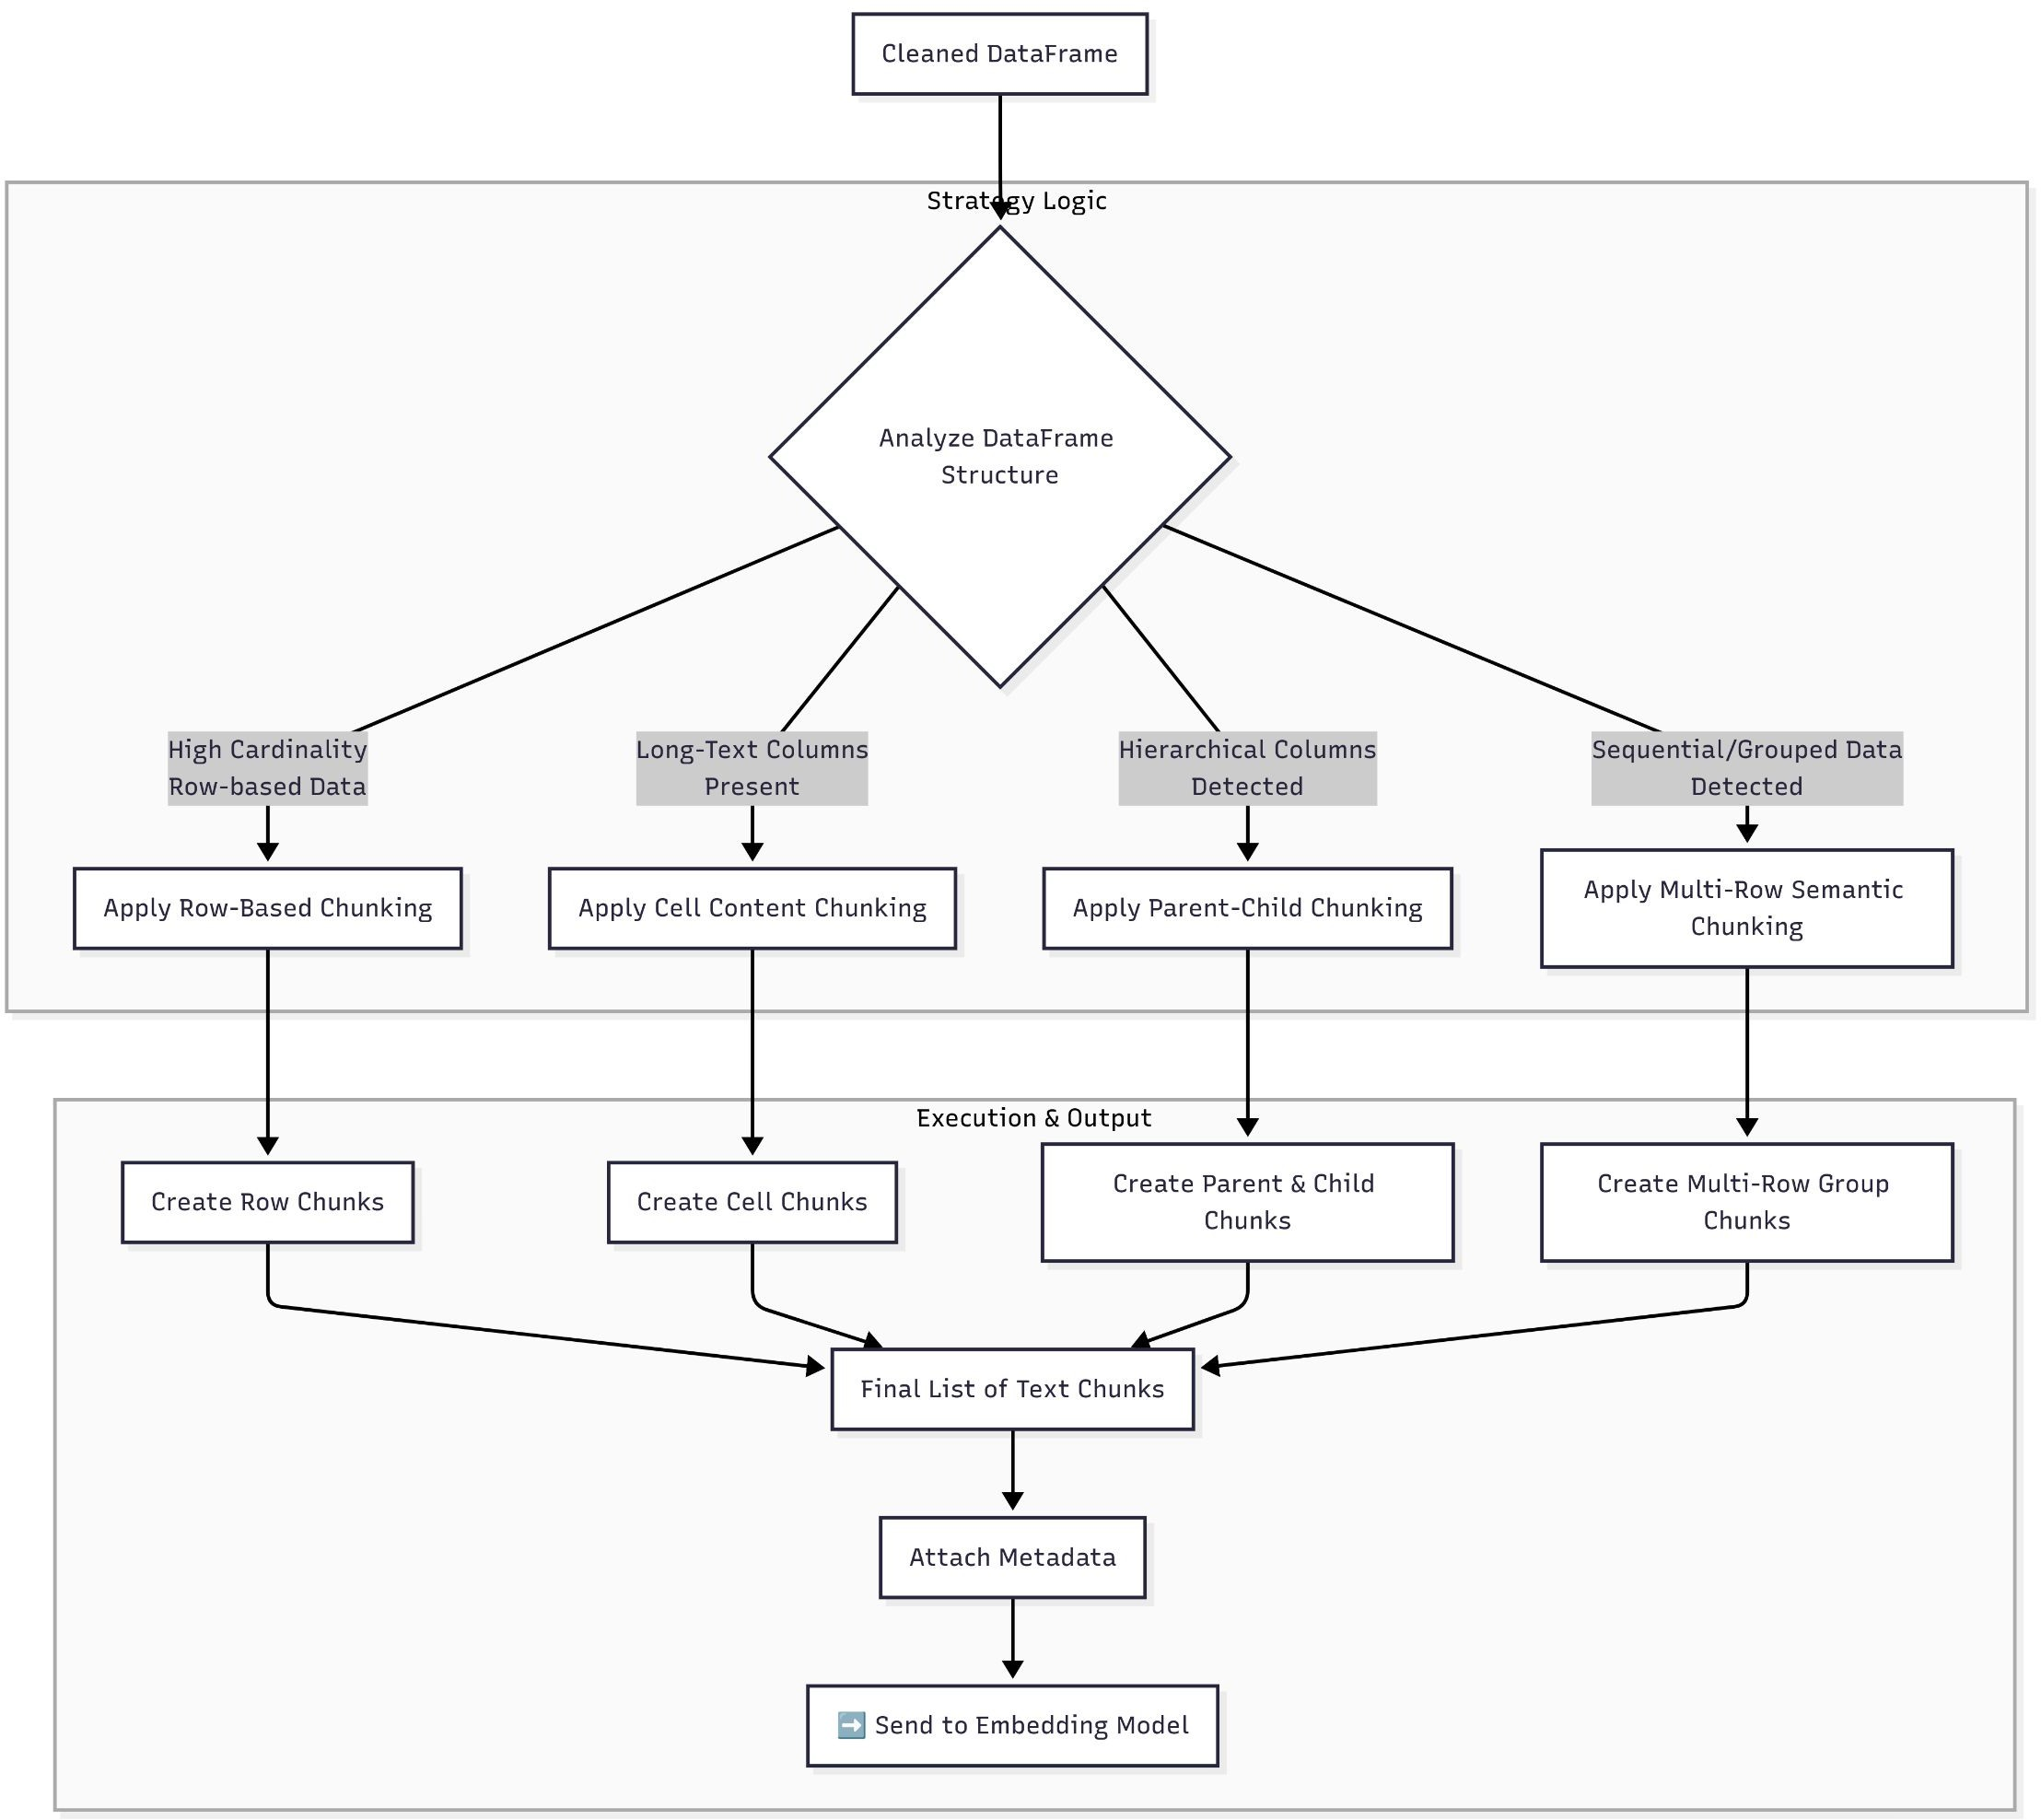 Cleaned DataFrame
Strategy Logic
Analyze DataFrame
Structure
High Cardinality
Row-based Data
Long-Text Columns
Present
Hierarchical Columns
Detected
Sequential/Grouped Data
Detected
Apply Row-Based Chunking
Apply Cell Content Chunking
Apply Parent-Child Chunking
Apply Multi-Row Semantic
Chunking
Execution & Output
Create Row Chunks
Create Cell Chunks
Create Parent & Child
Chunks
Create Multi-Row Group
Chunks
Final List of Text Chunks
Attach Metadata
➡️ Send to Embedding Model